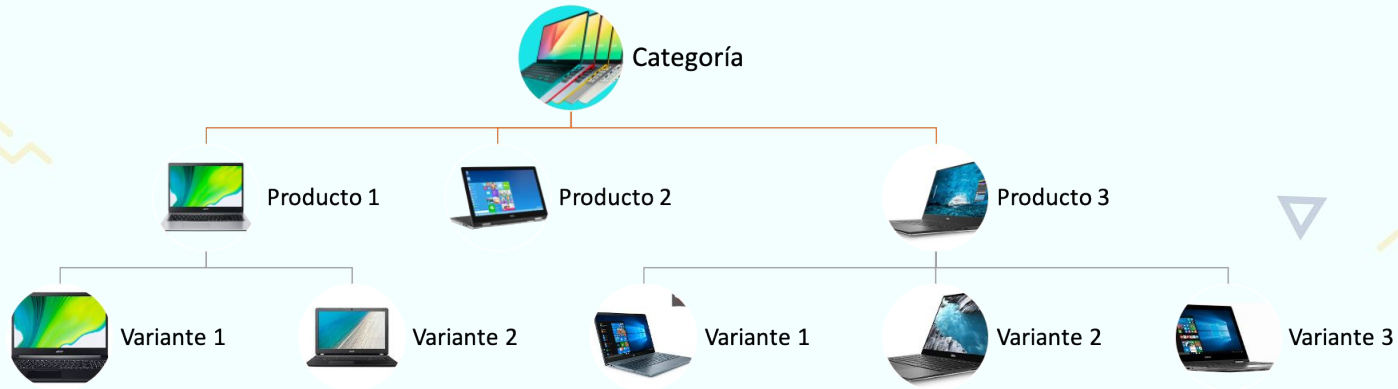 Categoría
Producto 1
Producto 2
Producto 3
Variante 1
Variante 2
Variante 1
Variante 2
Variante 3